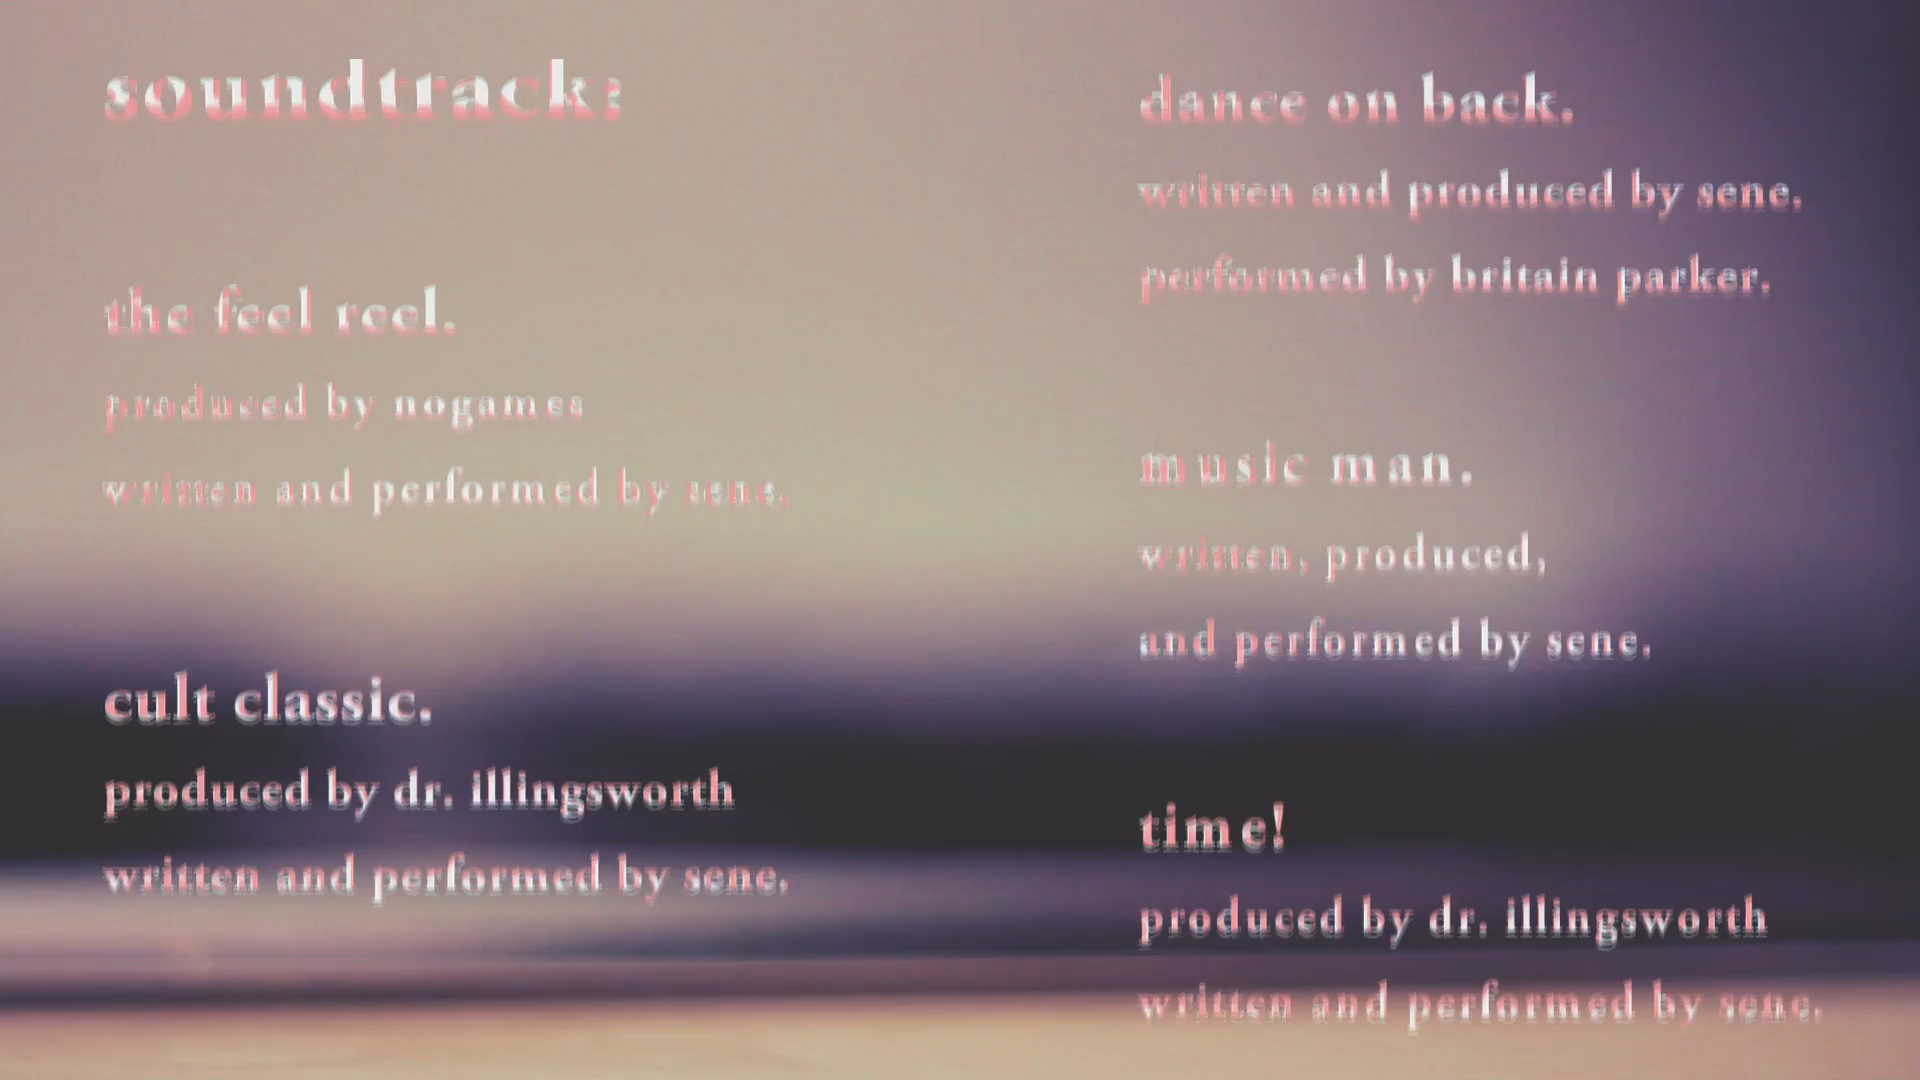 soundtrack:
the feel reel.
produced by nogames
written and performed by sene.
cult classic.
produced by dr. illingsworth
written and performed by sene.
dance on back.
written and produced by sene.
performed by britain parker.
music man.
written, produced,
and performed by sene.
time!
produced by dr. illingsworth
written and performed by sene.